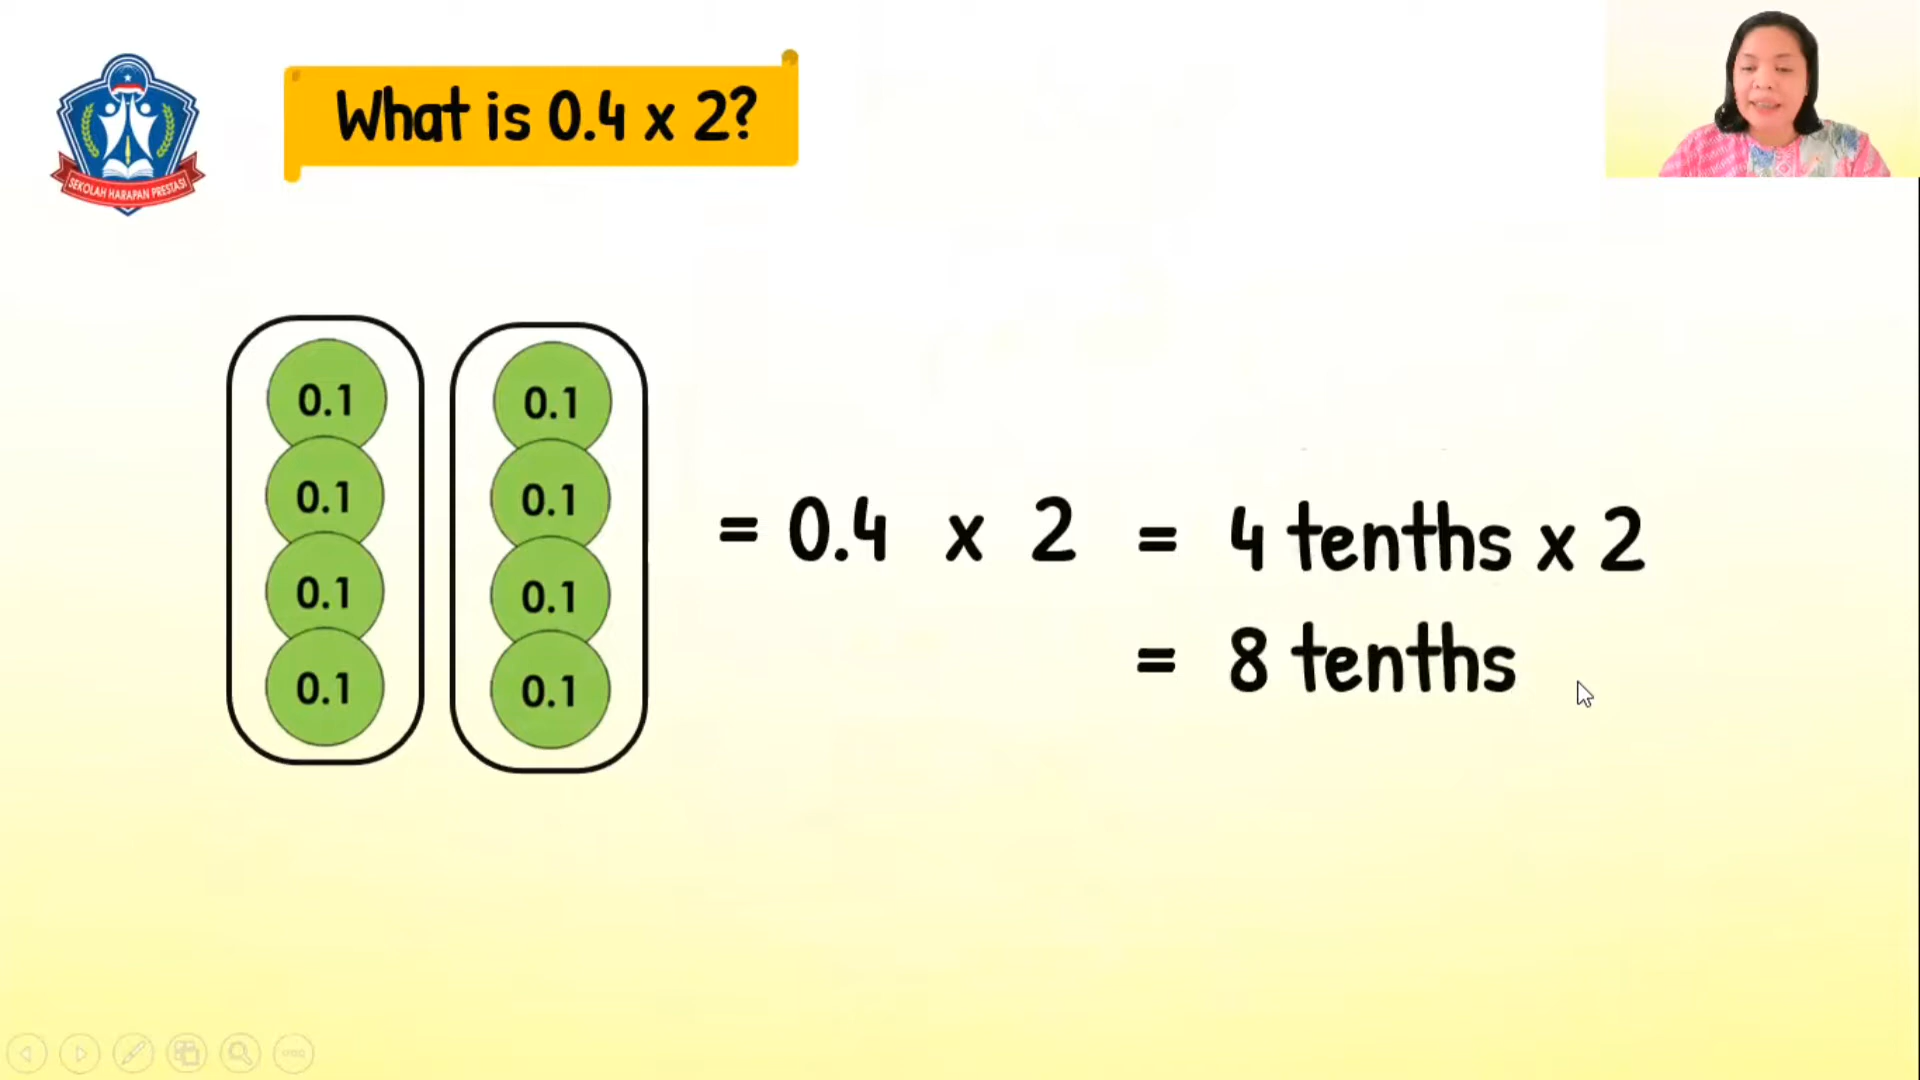 SEKOLAH HARAPAN PRESTASI
What is 0.4 x 2?
0.1
0.1
0.1
0.1
0.1
0.1
0.1
0.1
= 0.4 x 2 = 4 tenths x 2
= 8 tenths